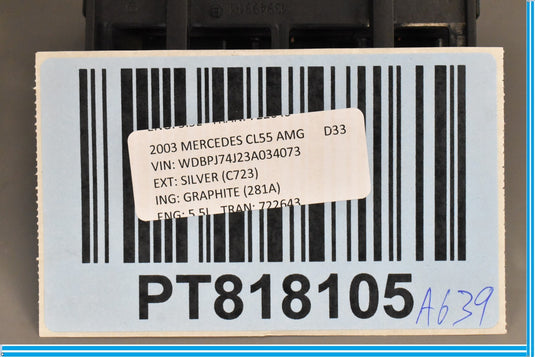 2003 MERCEDES CL55 AMG D33
VIN: WDBPJ74J23A034073
EXT: SILVER (C723)
ING: GRAPHITE (281A)
ENG: 5.5L TRAN: 722643
PT818105
A639